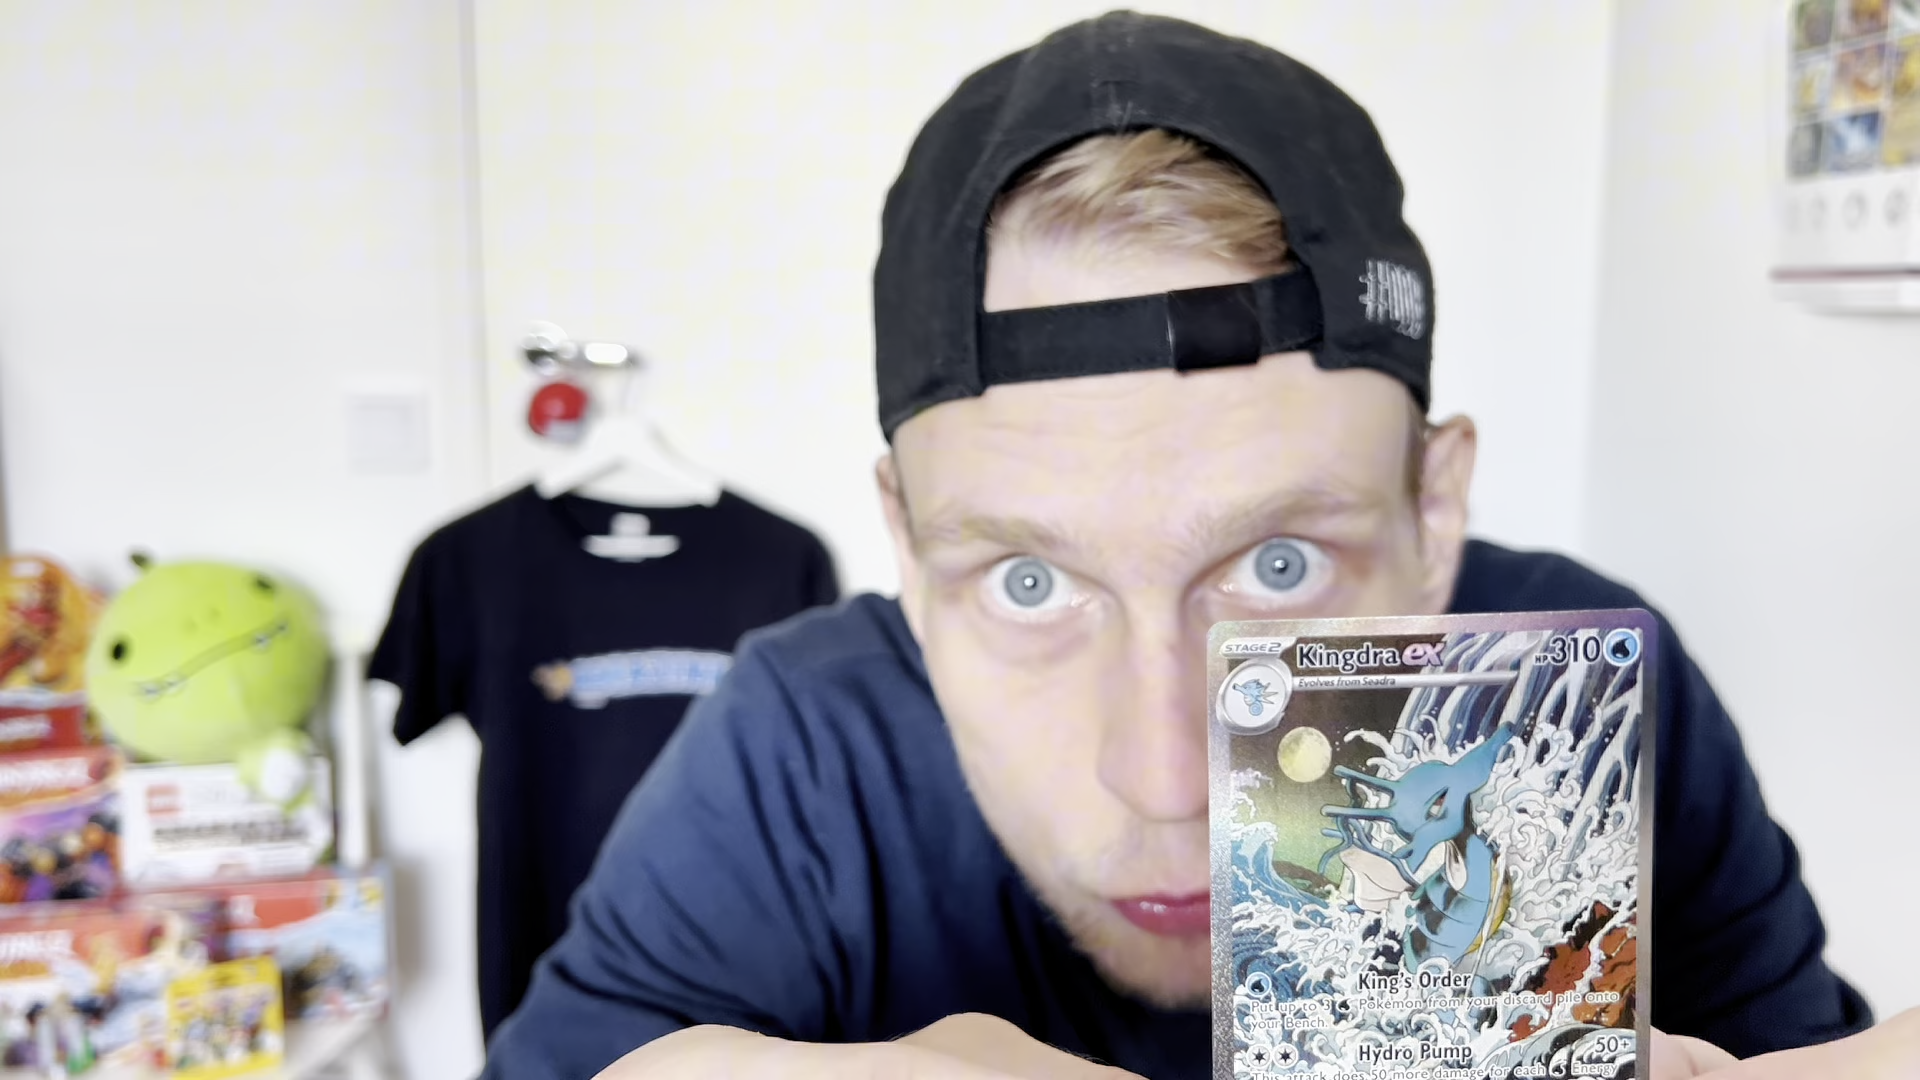 STAGE 2 Kingdra ex HP 310
Evolves from Seadra
King's Order
Put up to 3 Pokémon from your discard pile onto
your Bench.
Hydro Pump 50+
This attack does 50 more damage for each Energy